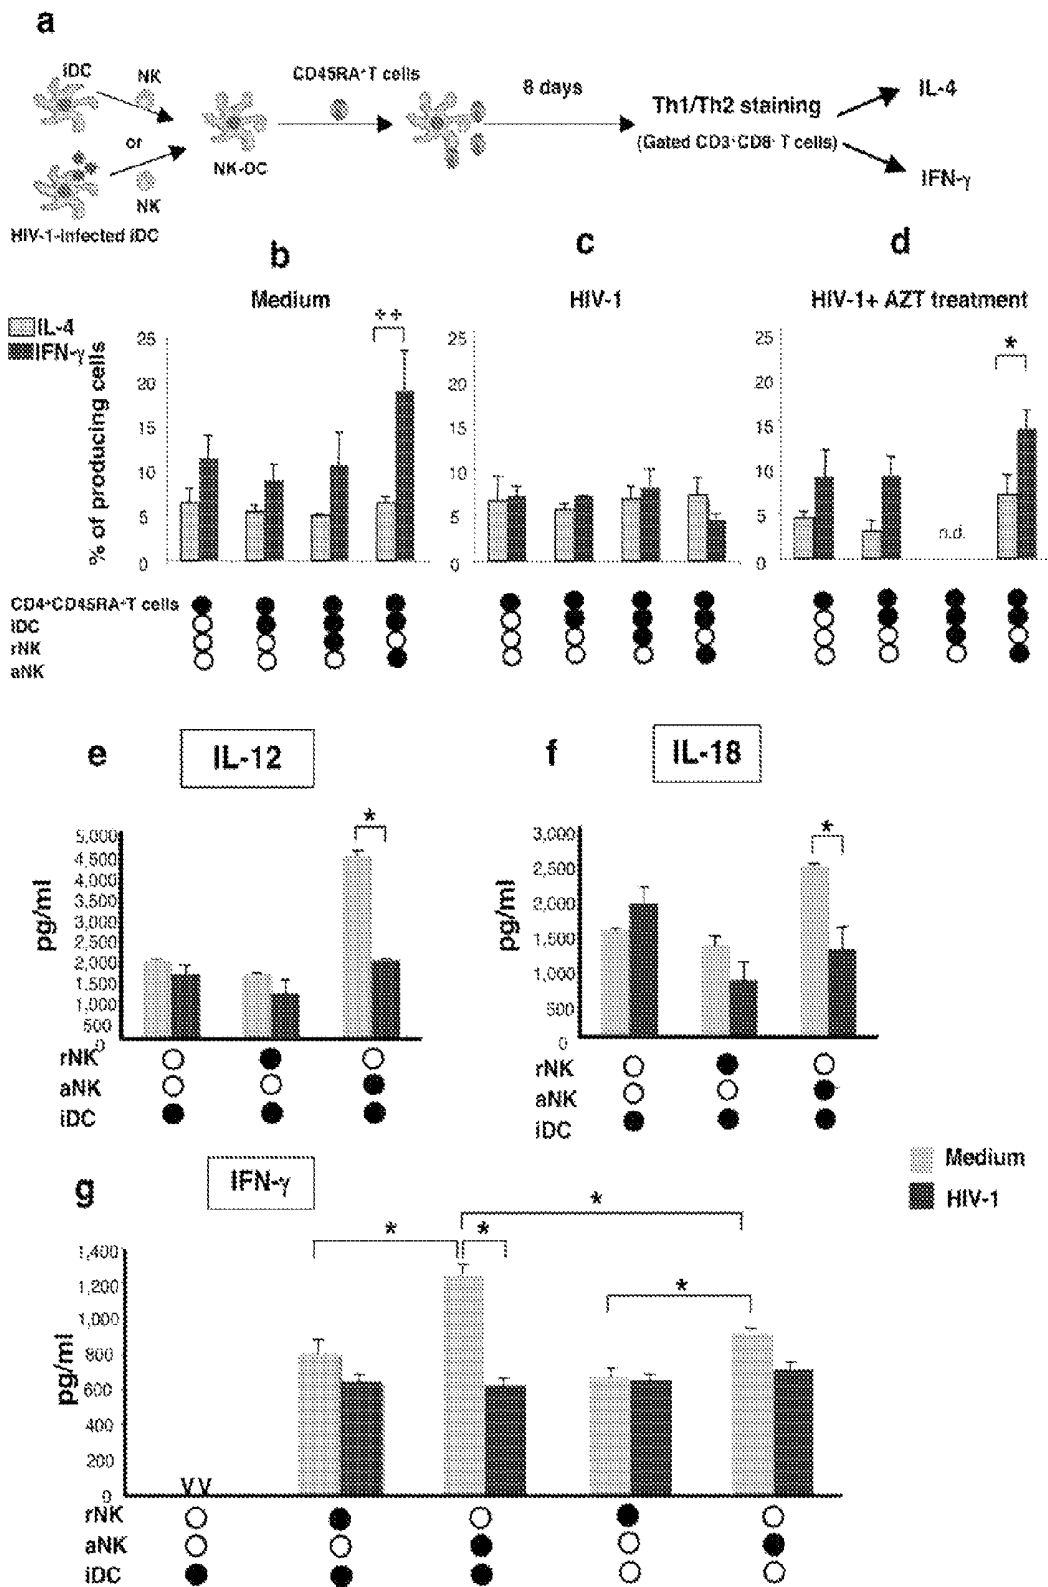 a
iDC
NK
CD45RA+T cells
8 days
IL-4
Th1/Th2 staining
or
(Gated CD3+CD8- T cells)
NK-DC
NK
IFN-γ
HIV-1-infected iDC
b
c
d
Medium
HIV-1
HIV-1+ AZT treatment
IL-4
IFN-γ
% of producing cells
25
20
15
10
5
0
++
25
20
15
10
5
0
25
20
15
10
5
0
*
n.d.
CD4+CD45RA+T cells
iDC
rNK
aNK
e
IL-12
f
IL-18
pg/ml
5,000
4,500
4,000
3,500
3,000
2,500
2,000
1,500
1,000
500
0
*
rNK
aNK
iDC
pg/ml
3,000
2,500
2,000
1,500
1,000
500
0
*
rNK
aNK
iDC
Medium
HIV-1
g
IFN-γ
pg/ml
1,400
1,200
1,000
800
600
400
200
0
*
*
*
*
V V
rNK
aNK
iDC